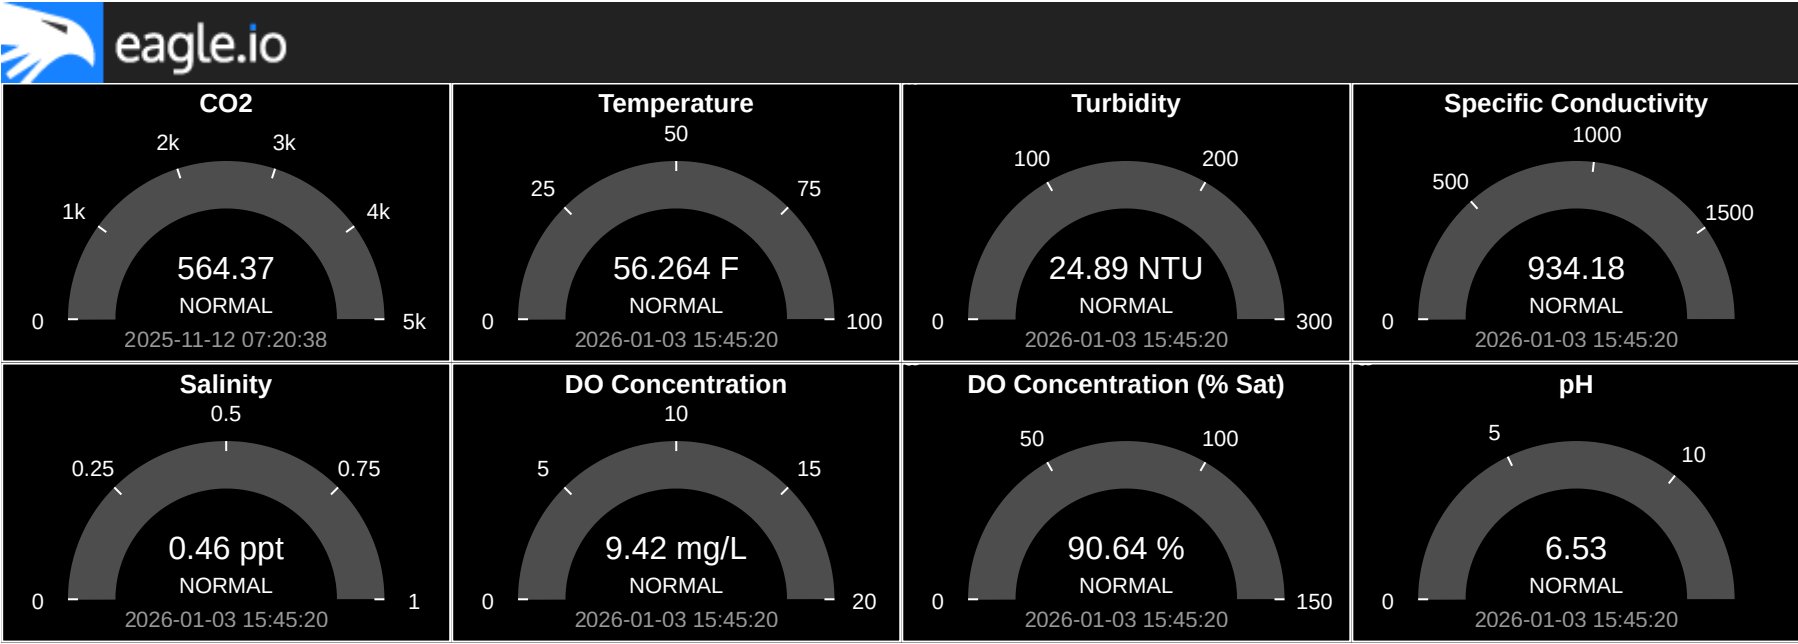 eagle.io
CO2
2k
3k
1k
4k
564.37
NORMAL
0
5k
2025-11-12 07:20:38
Temperature
50
25
75
56.264 F
NORMAL
0
100
2026-01-03 15:45:20
Turbidity
100
200
24.89 NTU
NORMAL
0
300
2026-01-03 15:45:20
Specific Conductivity
1000
500
1500
934.18
NORMAL
0
2026-01-03 15:45:20
Salinity
0.5
0.25
0.75
0.46 ppt
NORMAL
0
1
2026-01-03 15:45:20
DO Concentration
10
5
15
9.42 mg/L
NORMAL
0
20
2026-01-03 15:45:20
DO Concentration (% Sat)
50
100
90.64 %
NORMAL
0
150
2026-01-03 15:45:20
pH
5
10
6.53
NORMAL
0
2026-01-03 15:45:20